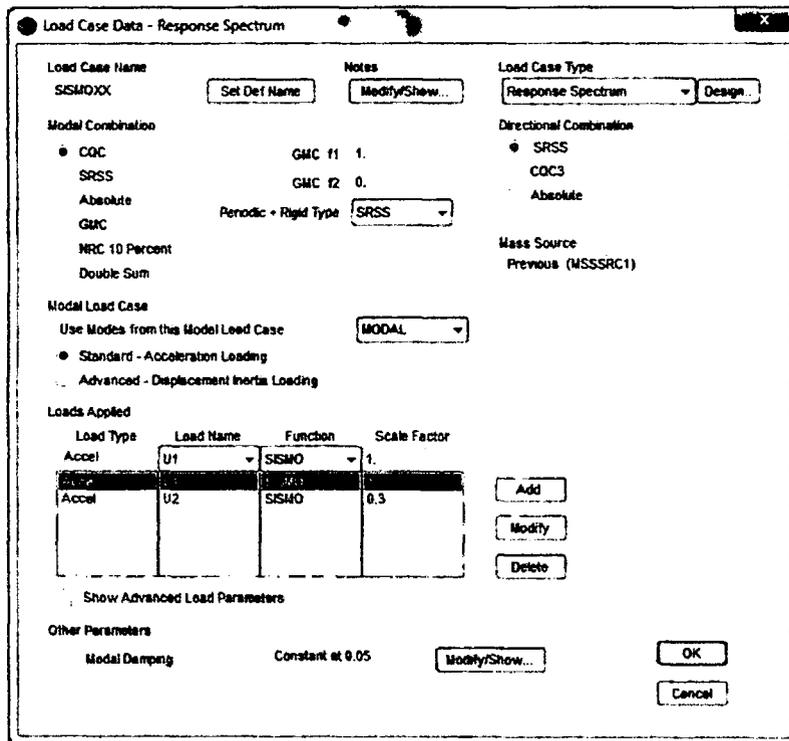 Load Case Data - Response Spectrum
X
Load Case Name
Notes
Load Case Type
SISMOXX
Set Def Name
Modify/Show...
Response Spectrum
Design..
Modal Combination
Directional Combination
CQC
GMC f1 1.
SRSS
SRSS
GMC f2 0.
CQC3
Absolute
Periodic + Rigid Type
SRSS
Absolute
GMC
NRC 10 Percent
Mass Source
Double Sum
Previous (MSSSRC1)
Modal Load Case
Use Modes from this Modal Load Case
MODAL
Standard - Acceleration Loading
Advanced - Displacement Inertia Loading
Loads Applied
Load Type Load Name Function Scale Factor
Accel U1 SISMO 1.
Accel U2 SISMO 0.3
Add
Modify
Delete
Show Advanced Load Parameters
Other Parameters
Modal Damping Constant at 0.05
Modify/Show...
OK
Cancel